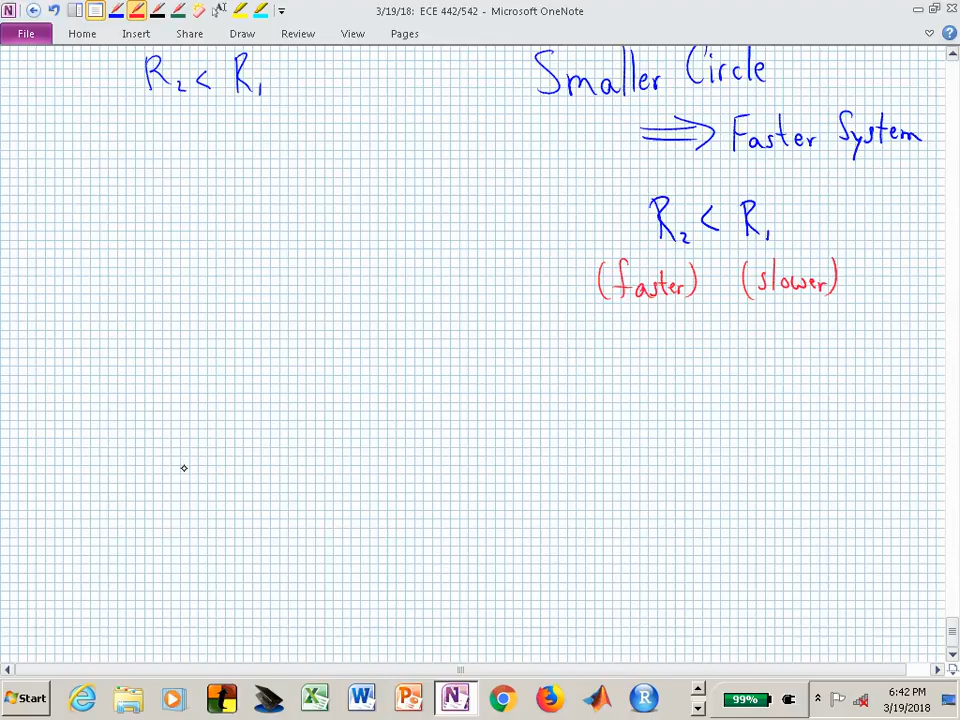 3/19/18: ECE 442/542 - Microsoft OneNote
File Home Insert Share Draw Review View Pages
R₂ < R₁
Smaller Circle
⟹ Faster System
R₂ < R₁
(faster) (slower)
Start
99%
6:42 PM
3/19/2018